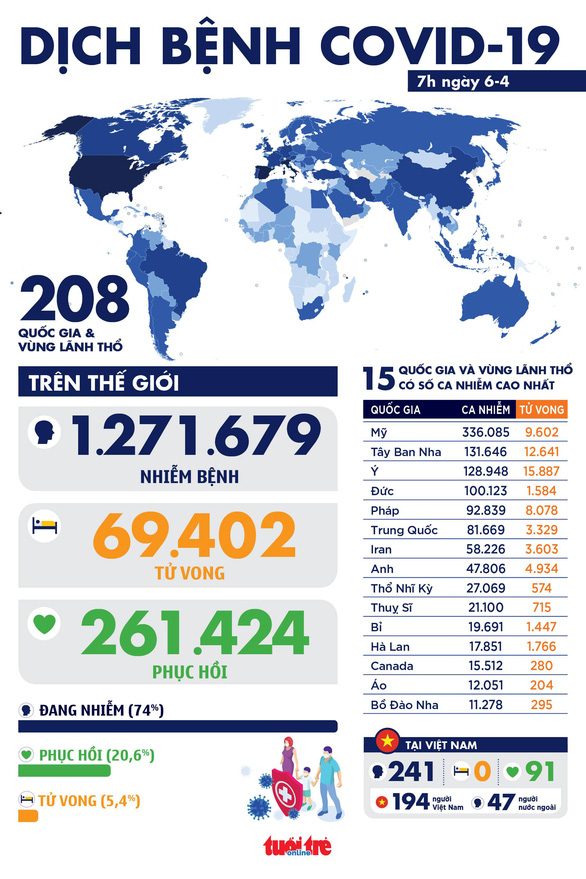 DỊCH BỆNH COVID-19
7h ngày 6-4
208
QUỐC GIA &
VÙNG LÃNH THỔ
TRÊN THẾ GIỚI
1.271.679
NHIỄM BỆNH
69.402
TỬ VONG
261.424
PHỤC HỒI
ĐANG NHIỄM (74%)
PHỤC HỒI (20,6%)
TỬ VONG (5,4%)
15 QUỐC GIA VÀ VÙNG LÃNH THỔ
CÓ SỐ CA NHIỄM CAO NHẤT
QUỐC GIA CA NHIỄM TỬ VONG
Mỹ 336.085 9.602
Tây Ban Nha 131.646 12.641
Ý 128.948 15.887
Đức 100.123 1.584
Pháp 92.839 8.078
Trung Quốc 81.669 3.329
Iran 58.226 3.603
Anh 47.806 4.934
Thổ Nhĩ Kỳ 27.069 574
Thuỵ Sĩ 21.100 715
Bỉ 19.691 1.447
Hà Lan 17.851 1.766
Canada 15.512 280
Áo 12.051 204
Bồ Đào Nha 11.278 295
TẠI VIỆT NAM
241 0 91
194 người Việt Nam 47 người nước ngoài
tuổi trẻ
online